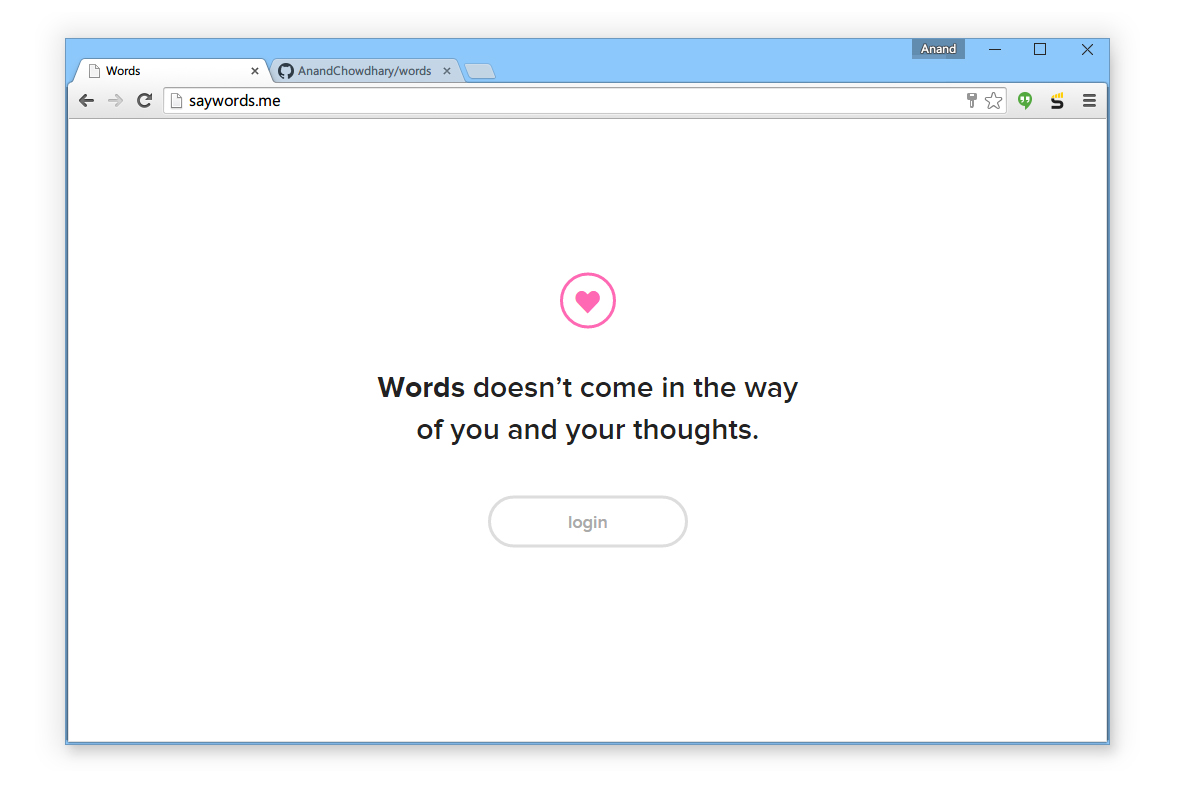 Anand
Words
AnandChowdhary/words
saywords.me
Words doesn’t come in the way
of you and your thoughts.
login